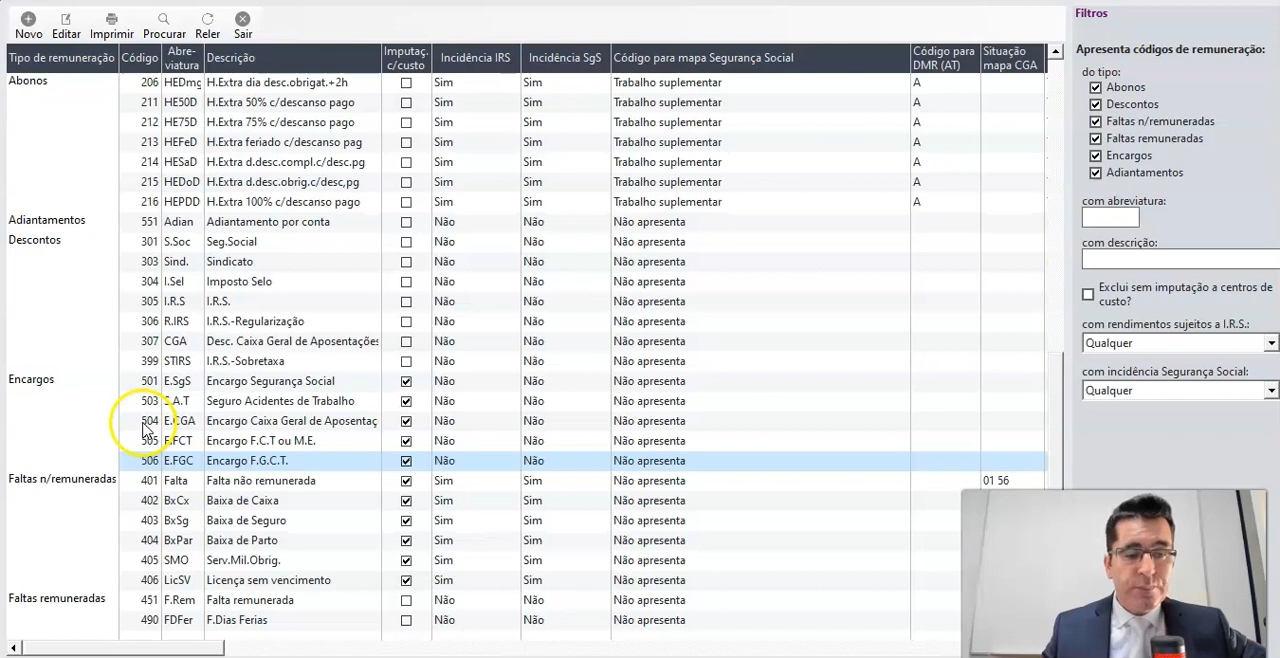 Novo Editar Imprimir Procurar Reler Sair
Tipo de remuneração Código Abre-viatura Descrição Imputaç. c/custo Incidência IRS Incidência SgS Código para mapa Segurança Social Código para DMR (AT) Situação mapa CGA
Abonos 206 HEDmg H.Extra dia desc.obrigat.+2h Sim Sim Trabalho suplementar A
211 HE50D H.Extra 50% c/descanso pago Sim Sim Trabalho suplementar A
212 HE75D H.Extra 75% c/descanso pago Sim Sim Trabalho suplementar A
213 HEFeD H.Extra feriado c/descanso pag Sim Sim Trabalho suplementar A
214 HESaD H.Extra d.desc.compl.c/desc,pg Sim Sim Trabalho suplementar A
215 HEDoD H.Extra d.desc.obrig.c/desc,pg Sim Sim Trabalho suplementar A
216 HEPDD H.Extra 100% c/descanso pago Sim Sim Trabalho suplementar A
Adiantamentos 551 Adian Adiantamento por conta Não Não Não apresenta
Descontos 301 S.Soc Seg.Social Não Não Não apresenta
303 Sind. Sindicato Não Não Não apresenta
304 I.Sel Imposto Selo Não Não Não apresenta
305 I.R.S I.R.S. Não Não Não apresenta
306 R.IRS I.R.S.-Regularização Não Não Não apresenta
307 CGA Desc. Caixa Geral de Aposentações Não Não Não apresenta
399 STIRS I.R.S.-Sobretaxa Não Não Não apresenta
Encargos 501 E.SgS Encargo Segurança Social Não Não Não apresenta
503 S.A.T Seguro Acidentes de Trabalho Não Não Não apresenta
504 E.CGA Encargo Caixa Geral de Aposentaç Não Não Não apresenta
505 E.FCT Encargo F.C.T ou M.E. Não Não Não apresenta
506 E.FGC Encargo F.G.C.T. Não Não Não apresenta
Faltas n/remuneradas 401 Falta Falta não remunerada Sim Sim Não apresenta 01 56
402 BxCx Baixa de Caixa Sim Sim Não apresenta
403 BxSg Baixa de Seguro Sim Sim Não apresenta
404 BxPar Baixa de Parto Sim Sim Não apresenta
405 SMO Serv.Mil.Obrig. Sim Sim Não apresenta
406 LicSV Licença sem vencimento Sim Sim Não apresenta
Faltas remuneradas 451 F.Rem Falta remunerada Não Não Não apresenta
490 FDFer F.Dias Ferias Não Não Não apresenta
Filtros
Apresenta códigos de remuneração:
do tipo:
Abonos
Descontos
Faltas n/remuneradas
Faltas remuneradas
Encargos
Adiantamentos
com abreviatura:
com descrição:
Exclui sem imputação a centros de
custo?
com rendimentos sujeitos a I.R.S.:
Qualquer
com incidência Segurança Social:
Qualquer